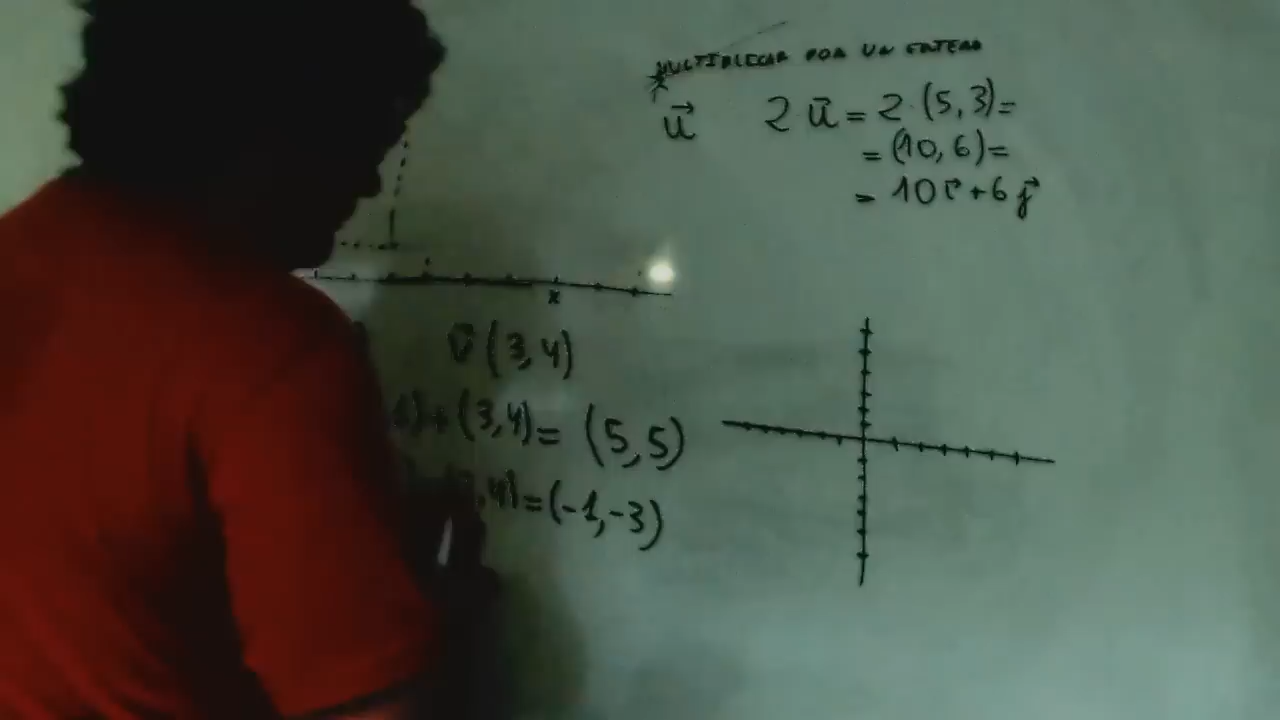 MULTIPLICAR POR UN ENTERO
u⃗ 2 u⃗ = 2 · (5, 3) =
= (10, 6) =
= 10 i⃗ + 6 j⃗
x
v⃗ (3, 4)
) + (3, 4) = (5, 5)
, 4) = (-1, -3)